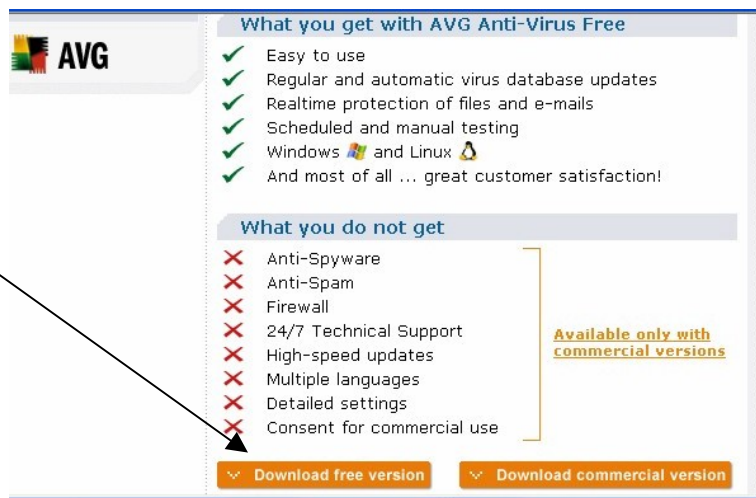 AVG
What you get with AVG Anti-Virus Free
Easy to use
Regular and automatic virus database updates
Realtime protection of files and e-mails
Scheduled and manual testing
Windows and Linux
And most of all ... great customer satisfaction!
What you do not get
Anti-Spyware
Anti-Spam
Firewall
24/7 Technical Support
High-speed updates
Multiple languages
Detailed settings
Consent for commercial use
Available only with
commercial versions
Download free version
Download commercial version